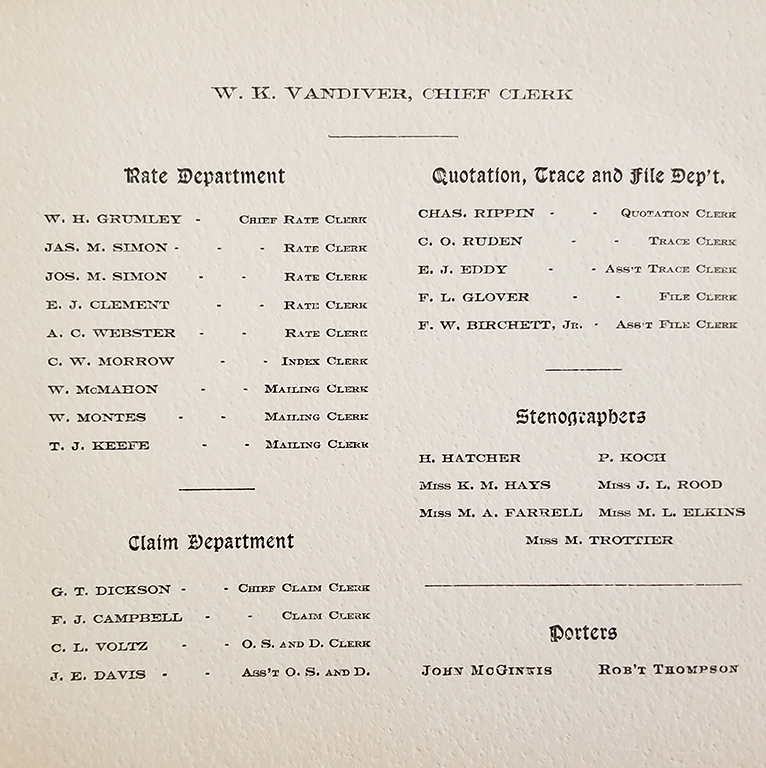 W. K. VANDIVER, CHIEF CLERK
Rate Department
W. H. GRUMLEY - CHIEF RATE CLERK
JAS. M. SIMON - - - RATE CLERK
JOS. M. SIMON - - RATE CLERK
E. J. CLEMENT - - RATE CLERK
A. C. WEBSTER - - RATE CLERK
C. W. MORROW - - INDEX CLERK
W. McMAHON - - MAILING CLERK
W. MONTES - - MAILING CLERK
T. J. KEEFE - - MAILING CLERK
Claim Department
G. T. DICKSON - - CHIEF CLAIM CLERK
F. J. CAMPBELL - - CLAIM CLERK
C. L. VOLTZ - - O. S. AND D. CLERK
J. E. DAVIS - - ASS'T O. S. AND D.
Quotation, Trace and File Dep't.
CHAS. RIPPIN - - QUOTATION CLERK
C. O. RUDEN - - TRACE CLERK
E. J. EDDY - - ASS'T TRACE CLERK
F. L. GLOVER - - FILE CLERK
F. W. BIRCHETT, JR. - ASS'T FILE CLERK
Stenographers
H. HATCHER P. KOCH
MISS K. M. HAYS MISS J. L. ROOD
MISS M. A. FARRELL MISS M. L. ELKINS
MISS M. TROTTIER
Porters
JOHN McGINNIS ROB'T THOMPSON